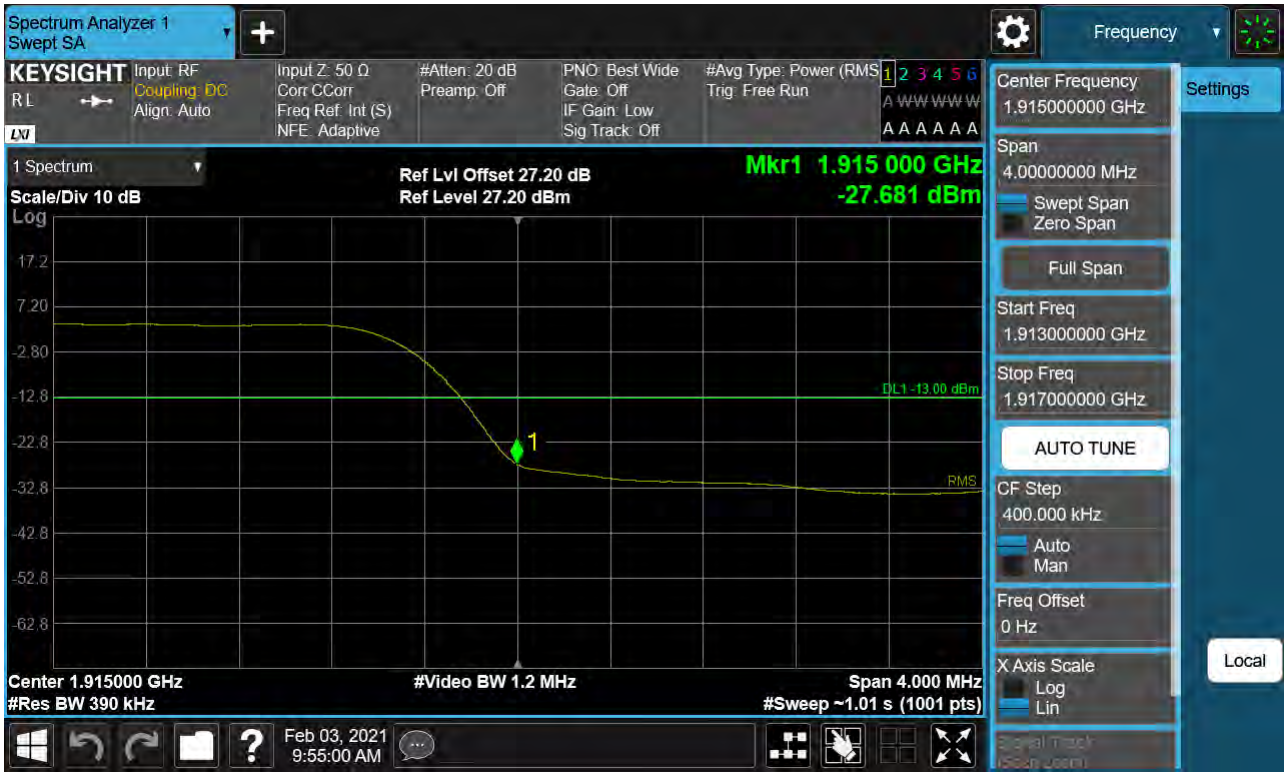 Spectrum Analyzer 1
Swept SA
Frequency
KEYSIGHT
RL
LXI
Input: RF
Coupling: DC
Align: Auto
Input Z: 50 Ω
Corr CCorr
Freq Ref: Int (S)
NFE: Adaptive
#Atten: 20 dB
Preamp: Off
PNO: Best Wide
Gate: Off
IF Gain: Low
Sig Track: Off
#Avg Type: Power (RMS
Trig: Free Run
1 2 3 4 5 6
A W W W W W
A A A A A A
1 Spectrum
Scale/Div 10 dB
Log
Ref Lvl Offset 27.20 dB
Ref Level 27.20 dBm
Mkr1 1.915 000 GHz
-27.681 dBm
17.2
7.20
-2.80
-12.8
-22.8
-32.8
-42.8
-52.8
-62.8
DL1 -13.00 dBm
1
RMS
Center 1.915000 GHz
#Res BW 390 kHz
#Video BW 1.2 MHz
Span 4.000 MHz
#Sweep ~1.01 s (1001 pts)
Feb 03, 2021
9:55:00 AM
Center Frequency
1.915000000 GHz
Span
4.00000000 MHz
Swept Span
Zero Span
Full Span
Start Freq
1.913000000 GHz
Stop Freq
1.917000000 GHz
AUTO TUNE
CF Step
400.000 kHz
Auto
Man
Freq Offset
0 Hz
X Axis Scale
Log
Lin
Signal Track
(Span Zoom)
Settings
Local